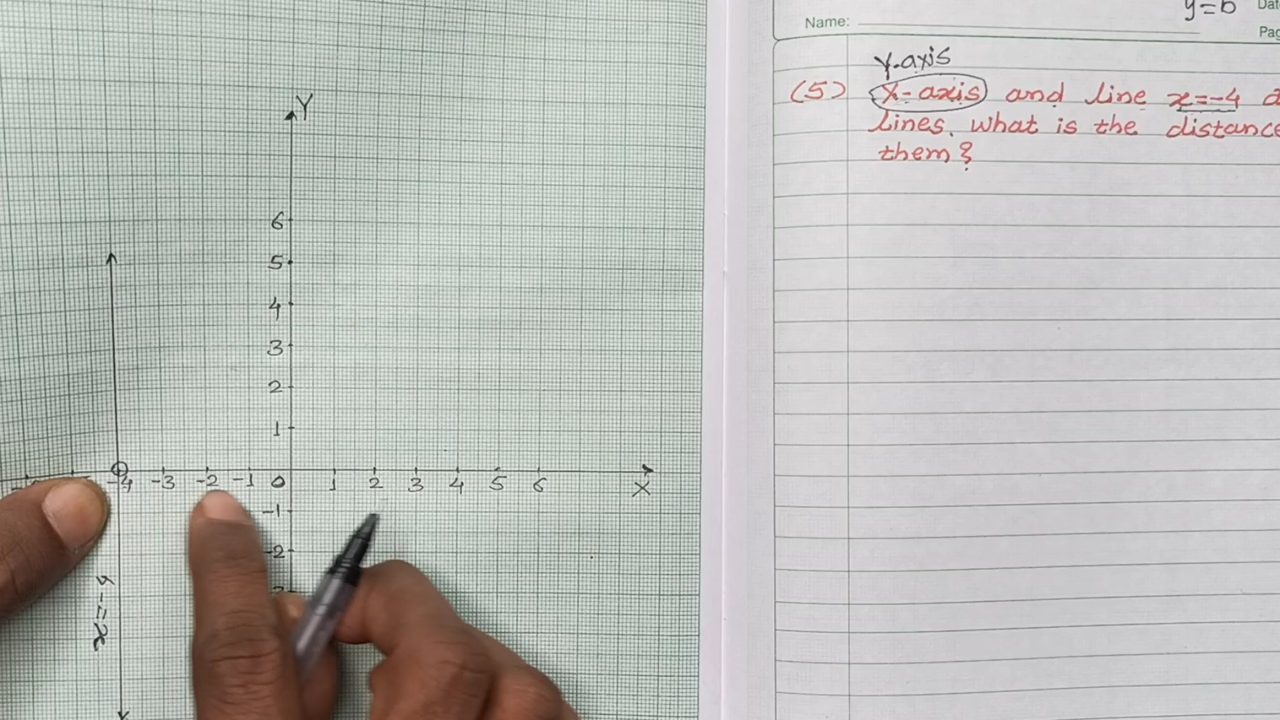 Y
6
5
4
3
2
1
-4 -3 -2 -1 0 1 2 3 4 5 6 X
-1
-2
x=-4
y=b
Name:
Y-axis
(5) X-axis and line x=-4
lines. what is the distance
them?